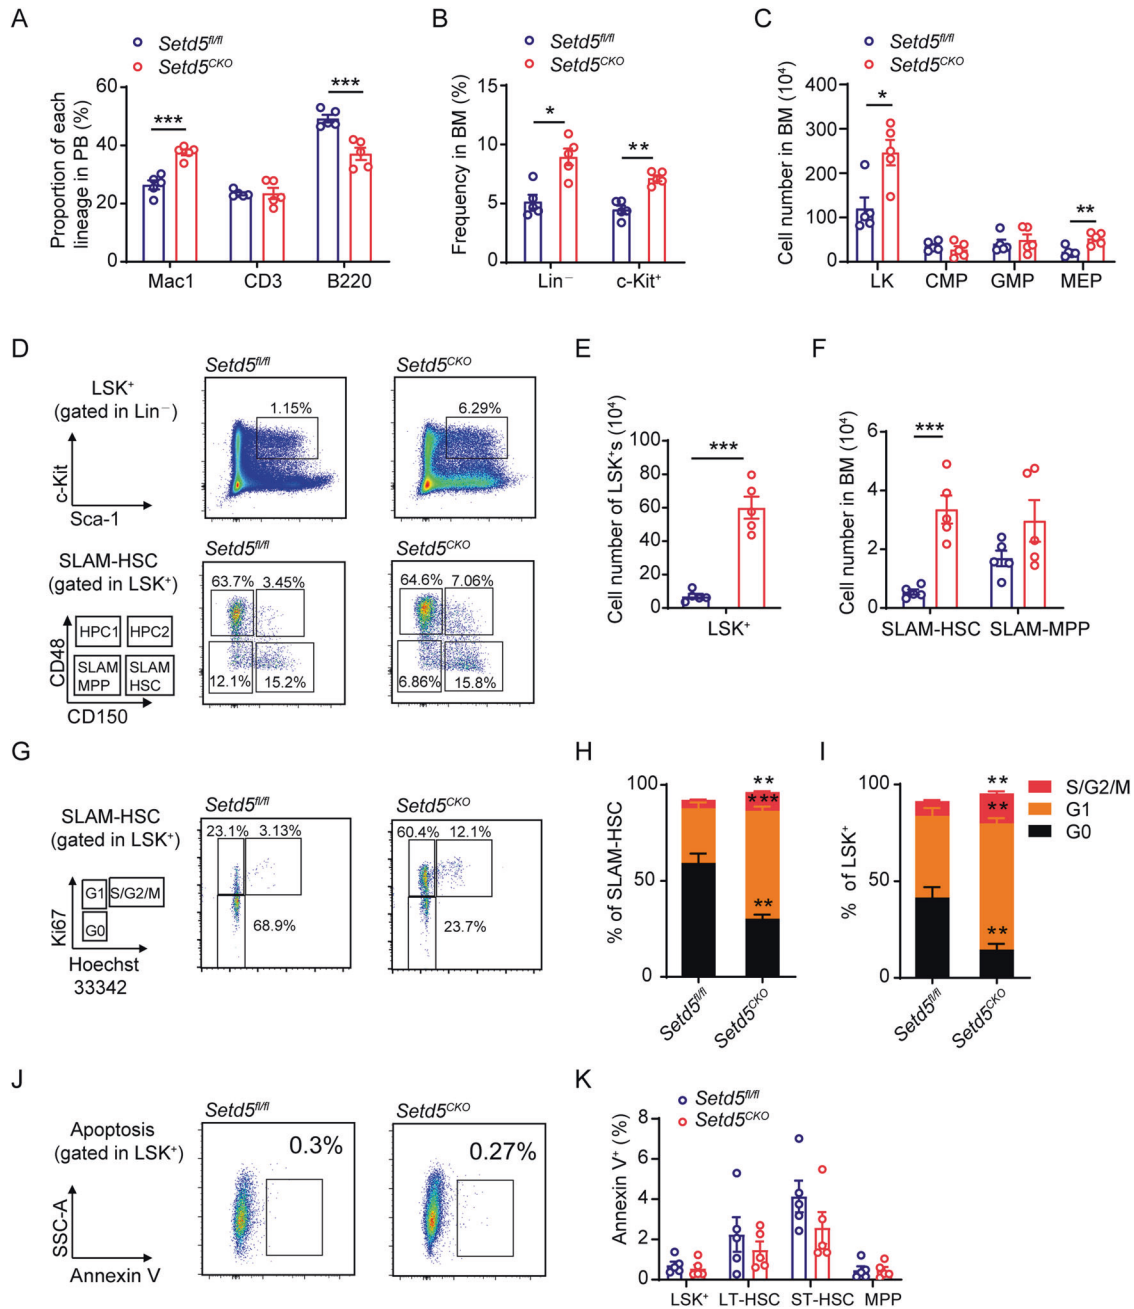 A
Setd5fl/fl
Setd5CKO
Proportion of each
lineage in PB (%)
60
40
20
0
***
***
Mac1 CD3 B220
B
Setd5fl/fl
Setd5CKO
Frequency in BM (%)
15
10
5
0
*
**
Lin− c-Kit+
C
Setd5fl/fl
Setd5CKO
Cell number in BM (10⁴)
400
300
200
100
0
*
**
LK CMP GMP MEP
D
LSK+
(gated in Lin−)
c-Kit
Sca-1
Setd5fl/fl
1.15%
Setd5CKO
6.29%
SLAM-HSC
(gated in LSK+)
HPC1 HPC2
SLAM MPP
SLAM HSC
CD48
CD150
Setd5fl/fl
63.7% 3.45%
12.1% 15.2%
Setd5CKO
64.6% 7.06%
6.86% 15.8%
E
Cell number of LSK+s (10⁴)
100
80
60
40
20
0
***
LSK+
F
Cell number in BM (10⁴)
6
4
2
0
***
SLAM-HSC SLAM-MPP
G
SLAM-HSC
(gated in LSK+)
Ki67
G1 S/G2/M
G0
Hoechst
33342
Setd5fl/fl
23.1% 3.13%
68.9%
Setd5CKO
60.4% 12.1%
23.7%
H
% of SLAM-HSC
100
50
0
**
***
**
Setd5fl/fl
Setd5CKO
I
% of LSK+
100
50
0
**
**
**
Setd5fl/fl
Setd5CKO
S/G2/M
G1
G0
J
Apoptosis
(gated in LSK+)
SSC-A
Annexin V
Setd5fl/fl
0.3%
Setd5CKO
0.27%
K
Setd5fl/fl
Setd5CKO
Annexin V+ (%)
8
6
4
2
0
LSK+ LT-HSC ST-HSC MPP